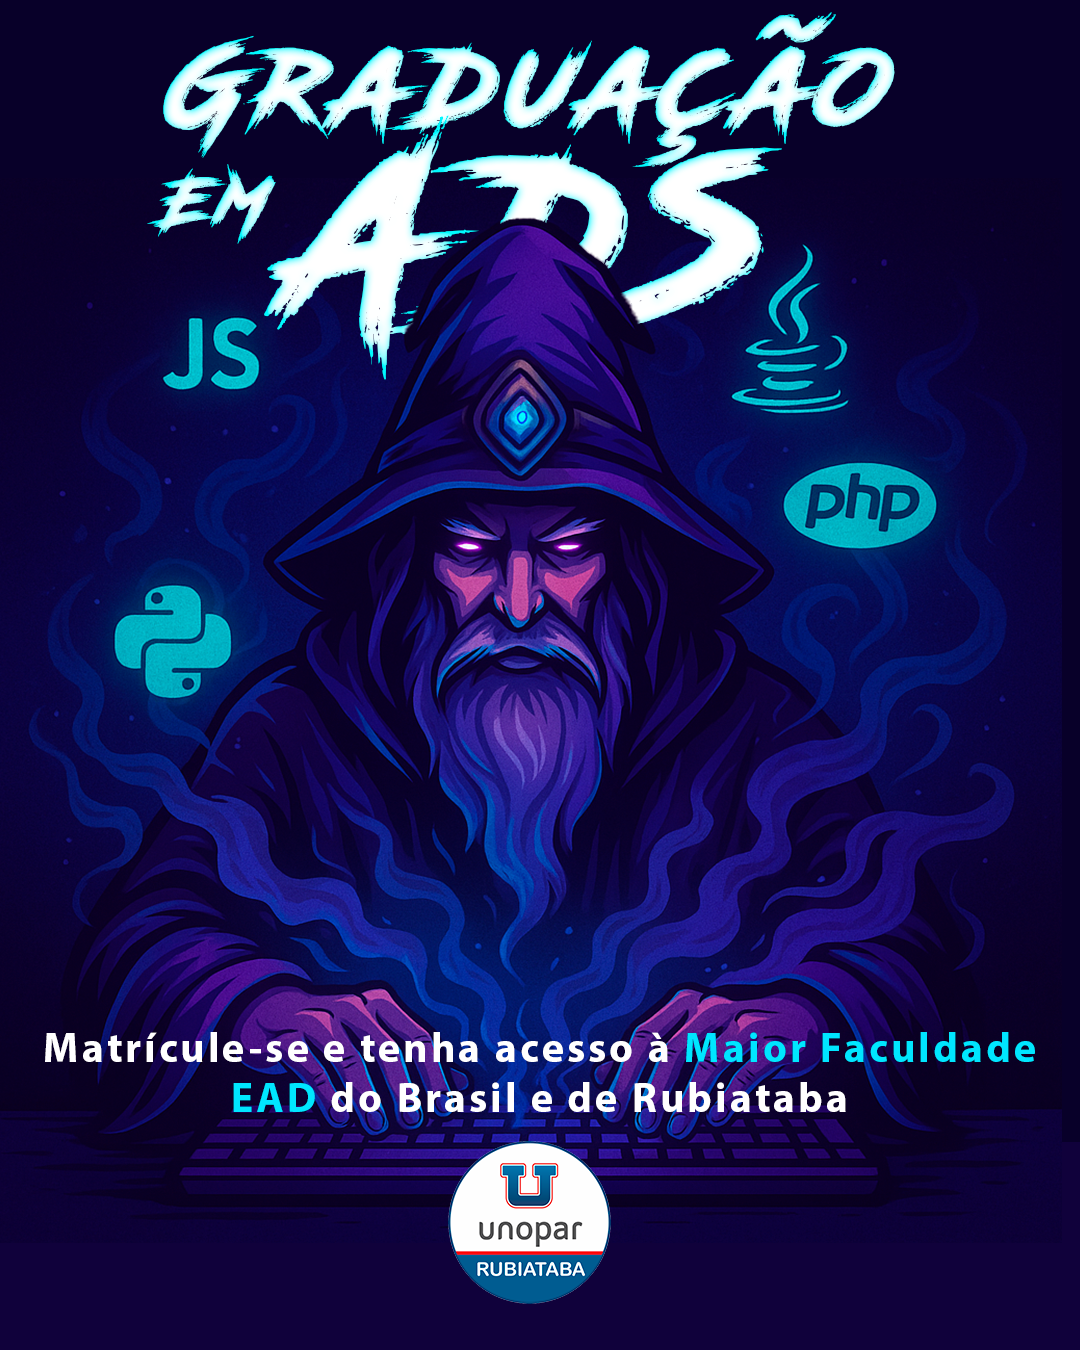 GRADUAÇÃO
EM ADS
JS
php
Matrícule-se e tenha acesso à Maior Faculdade
EAD do Brasil e de Rubiataba
unopar
RUBIATABA